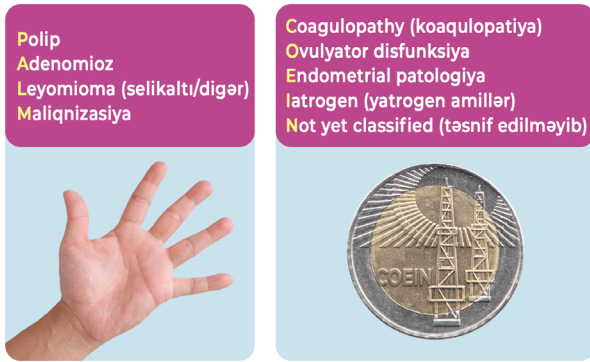 Polip
Adenomioz
Leyomioma (selikaltı/digər)
Maliqnizasiya
Coagulopathy (koaqulopatiya)
Ovulyator disfunksiya
Endometrial patologiya
Iatrogen (yatrogen amillər)
Not yet classified (təsnif edilməyib)
COEIN